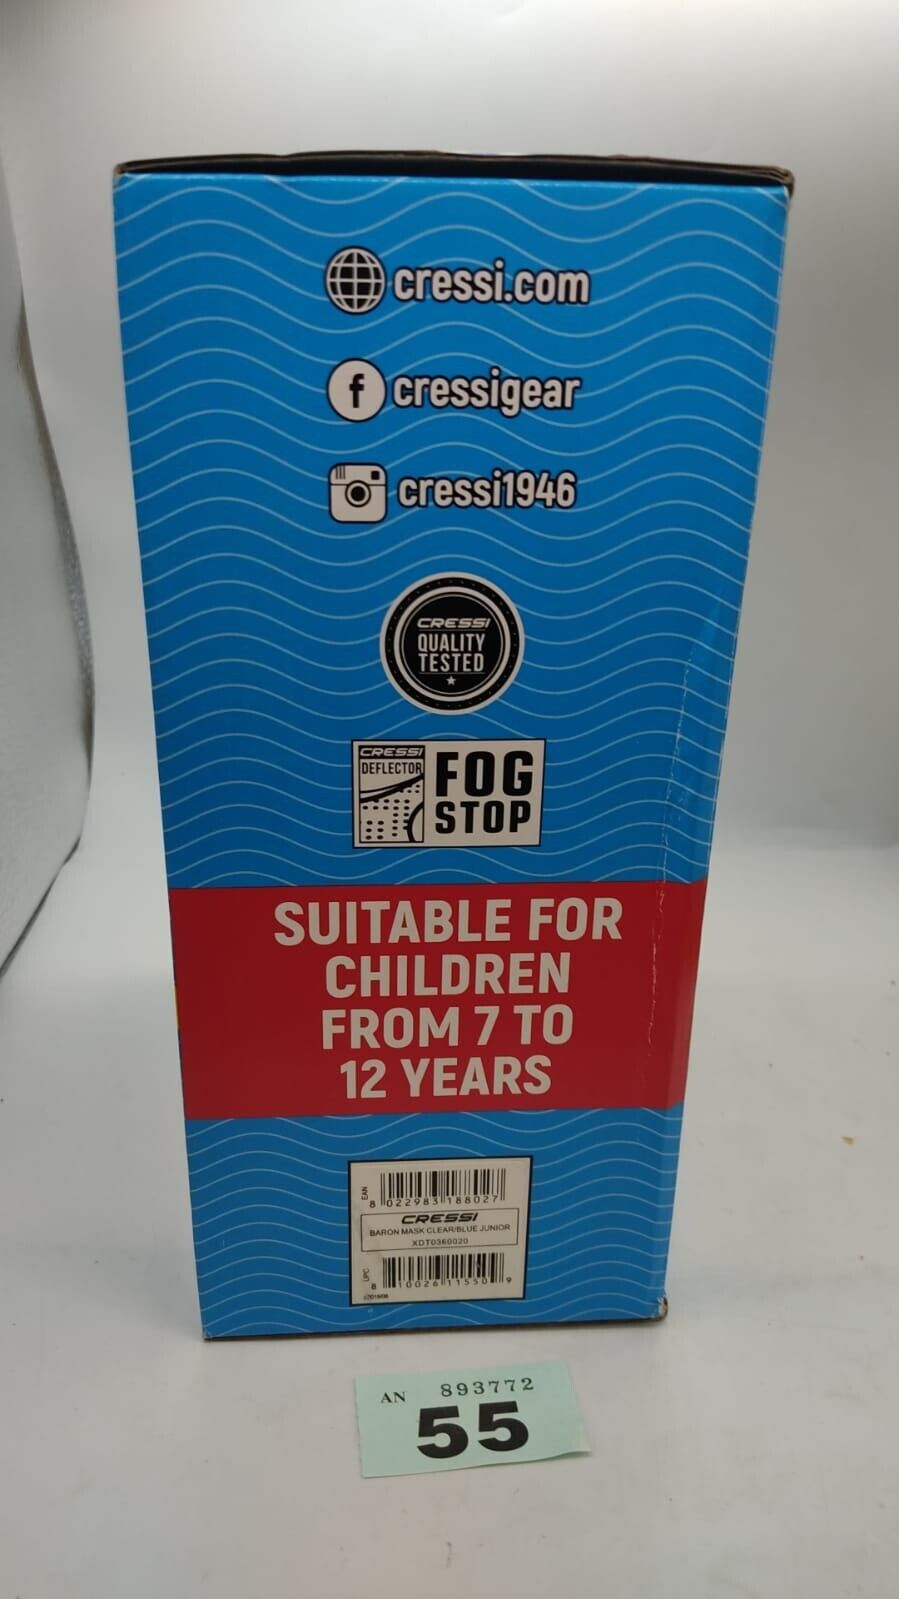 cressi.com
f cressigear
cressi1946
CRESSI
QUALITY
TESTED
CRESSI
DEFLECTOR
FOG
STOP
SUITABLE FOR
CHILDREN
FROM 7 TO
12 YEARS
EAN
8 022983 188027
CRESSI
BARON MASK CLEAR/BLUE JUNIOR
XDT0360020
UPC
8 10026 11550 9
AN 893772
55